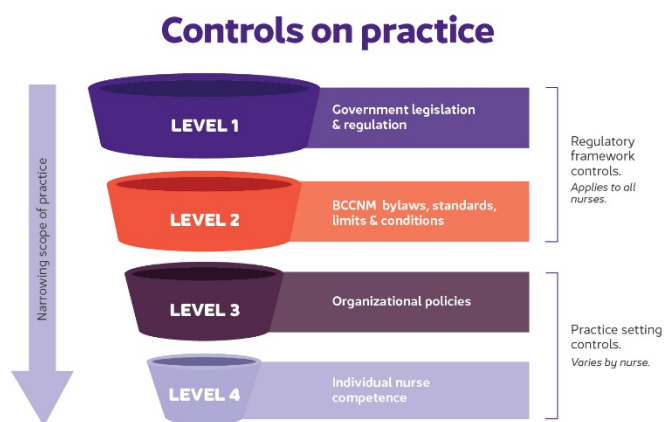 Controls on practice
Narrowing scope of practice
LEVEL 1
Government legislation
& regulation
LEVEL 2
BCCNM bylaws, standards,
limits & conditions
Regulatory
framework
controls.
Applies to all
nurses.
LEVEL 3
Organizational policies
LEVEL 4
Individual nurse
competence
Practice setting
controls.
Varies by nurse.